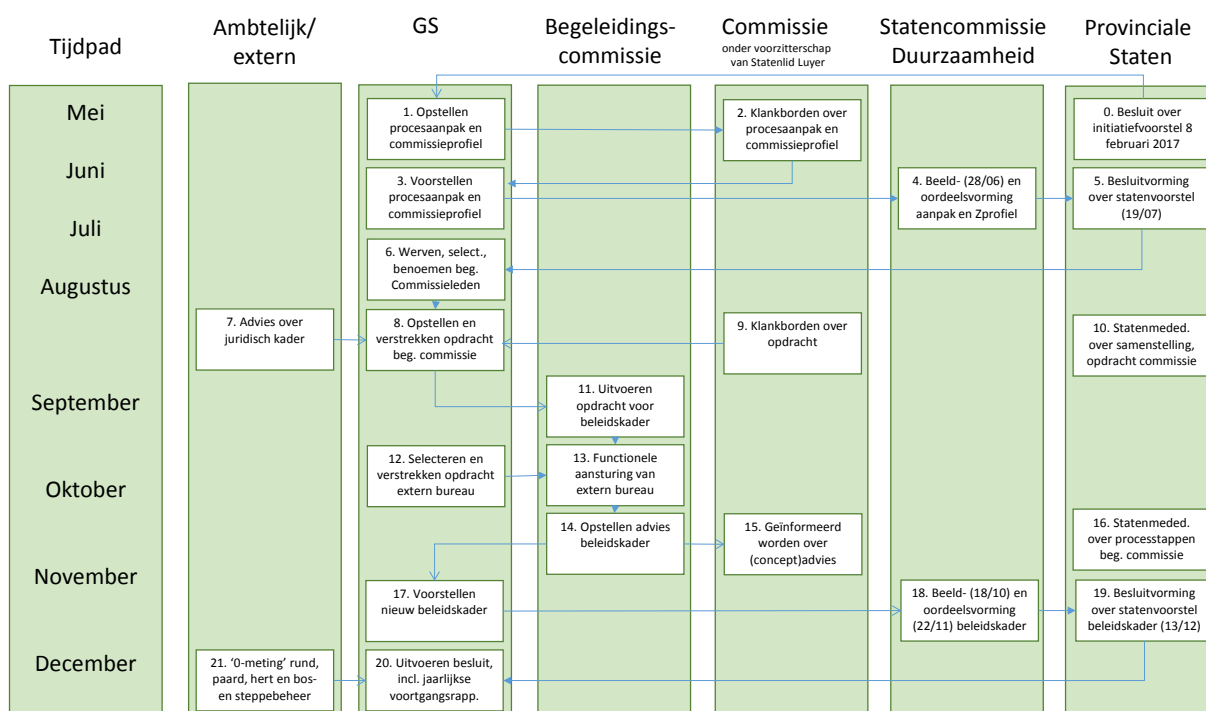 Tijdpad
Ambtelijk/
extern
GS
Begeleidings-
commissie
Commissie
onder voorzitterschap
van Statenlid Luyer
Statencommissie
Duurzaamheid
Provinciale
Staten
Mei
1. Opstellen
procesaanpak en
commissieprofiel
2. Klankborden over
procesaanpak en
commissieprofiel
0. Besluit over
initiatiefvoorstel 8
februari 2017
Juni
3. Voorstellen
procesaanpak en
commissieprofiel
4. Beeld- (28/06) en
oordeelsvorming
aanpak en Zprofiel
5. Besluitvorming
over statenvoorstel
(19/07)
Juli
6. Werven, select.,
benoemen beg.
Commissieleden
Augustus
7. Advies over
juridisch kader
8. Opstellen en
verstrekken opdracht
beg. commissie
9. Klankborden over
opdracht
10. Statenmeded.
over samenstelling,
opdracht commissie
September
11. Uitvoeren
opdracht voor
beleidskader
12. Selecteren en
verstrekken opdracht
extern bureau
13. Functionele
aansturing van
extern bureau
Oktober
14. Opstellen advies
beleidskader
15. Geïnformeerd
worden over
(concept)advies
16. Statenmeded.
over processtappen
beg. commissie
November
17. Voorstellen
nieuw beleidskader
18. Beeld- (18/10) en
oordeelsvorming
(22/11) beleidskader
19. Besluitvorming
over statenvoorstel
beleidskader (13/12)
December
21. ‘0-meting’ rund,
paard, hert en bos-
en steppebeheer
20. Uitvoeren besluit,
incl. jaarlijkse
voortgangsrapp.